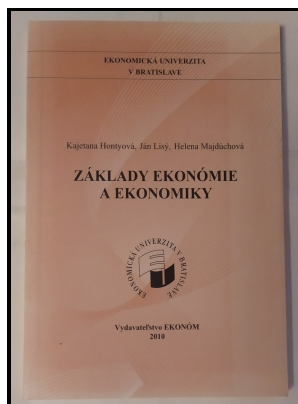 EKONOMICKÁ UNIVERZITA
V BRATISLAVE
Kajetana Hontyová, Ján Lisý, Helena Majdúchová
ZÁKLADY EKONÓMIE
A EKONOMIKY
EKONOMICKÁ UNIVERZITA V BRATISLAVE
Vydavateľstvo EKONÓM
2010